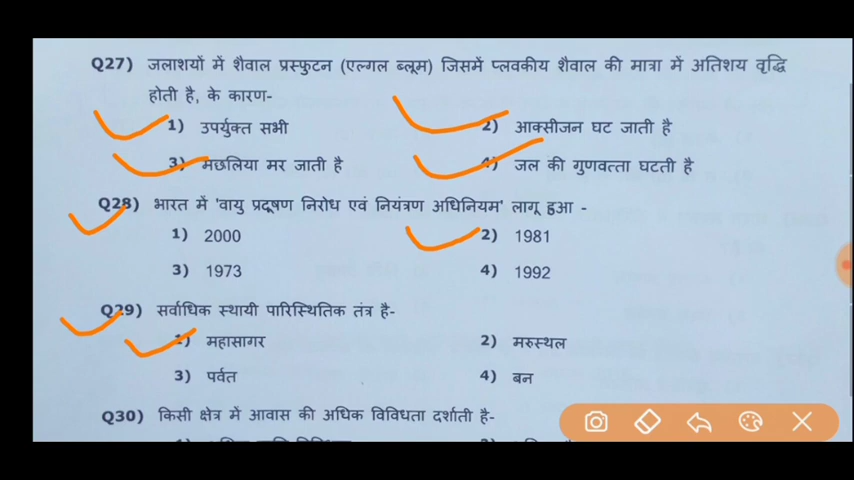 Q27) जलाशयों में शैवाल प्रस्फुटन (एल्गल ब्लूम) जिसमें प्लवकीय शैवाल की मात्रा में अतिशय वृद्धि
होती है, के कारण-
1) उपर्युक्त सभी 2) आक्सीजन घट जाती है
3) मछलिया मर जाती है 4) जल की गुणवत्ता घटती है
Q28) भारत में 'वायु प्रदूषण निरोध एवं नियंत्रण अधिनियम' लागू हुआ -
1) 2000 2) 1981
3) 1973 4) 1992
Q29) सर्वाधिक स्थायी पारिस्थितिक तंत्र है-
1) महासागर 2) मरुस्थल
3) पर्वत 4) बन
Q30) किसी क्षेत्र में आवास की अधिक विविधता दर्शाती है-